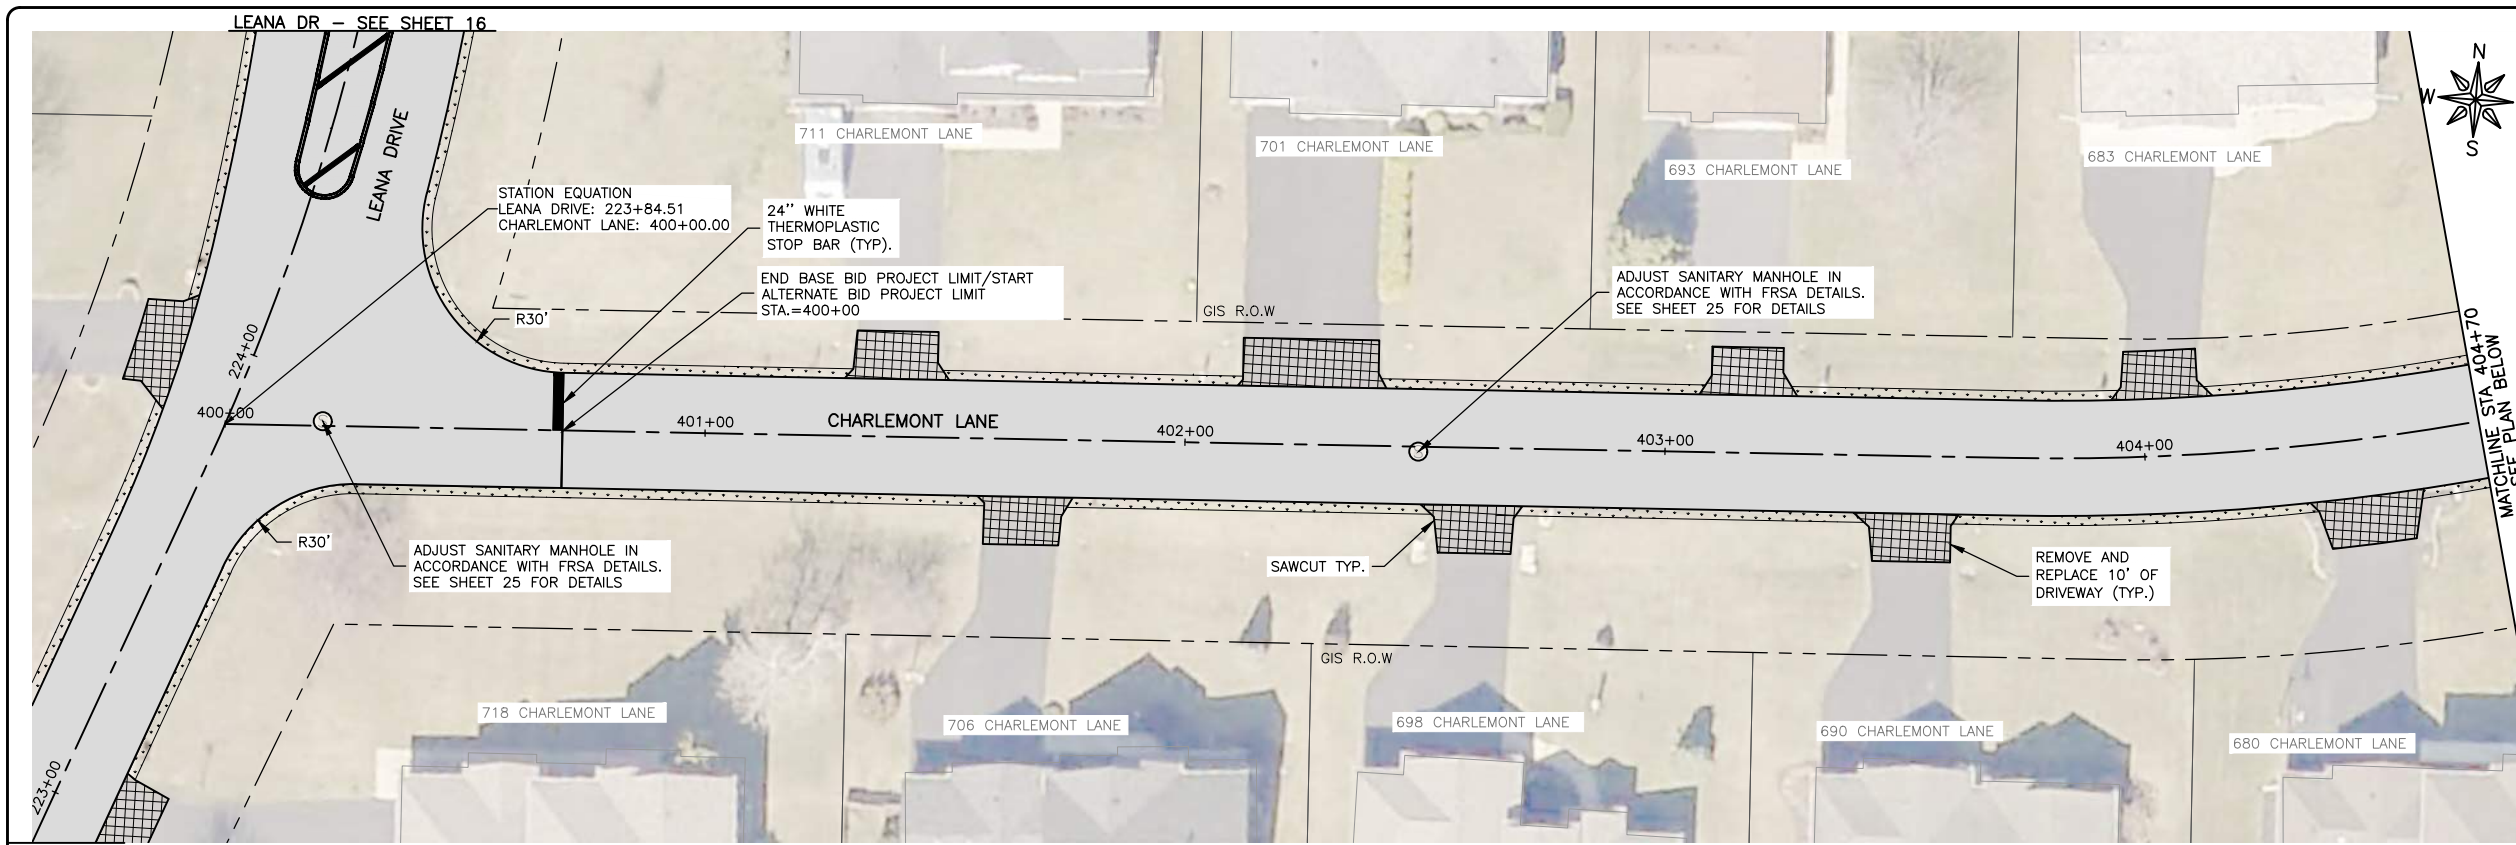 LEANA DR – SEE SHEET 16
N
W
S
711 CHARLEMONT LANE
701 CHARLEMONT LANE
693 CHARLEMONT LANE
683 CHARLEMONT LANE
LEANA DRIVE
STATION EQUATION
LEANA DRIVE: 223+84.51
CHARLEMONT LANE: 400+00.00
24'' WHITE
THERMOPLASTIC
STOP BAR (TYP).
END BASE BID PROJECT LIMIT/START
ALTERNATE BID PROJECT LIMIT
STA.=400+00
ADJUST SANITARY MANHOLE IN
ACCORDANCE WITH FRSA DETAILS.
SEE SHEET 25 FOR DETAILS
R30'
GIS R.O.W
224+00
400+00
401+00
CHARLEMONT LANE
402+00
403+00
404+00
MATCHLINE STA 404+70
SEE PLAN BELOW
R30'
ADJUST SANITARY MANHOLE IN
ACCORDANCE WITH FRSA DETAILS.
SEE SHEET 25 FOR DETAILS
SAWCUT TYP.
REMOVE AND
REPLACE 10' OF
DRIVEWAY (TYP.)
GIS R.O.W
718 CHARLEMONT LANE
706 CHARLEMONT LANE
698 CHARLEMONT LANE
690 CHARLEMONT LANE
680 CHARLEMONT LANE
223+00